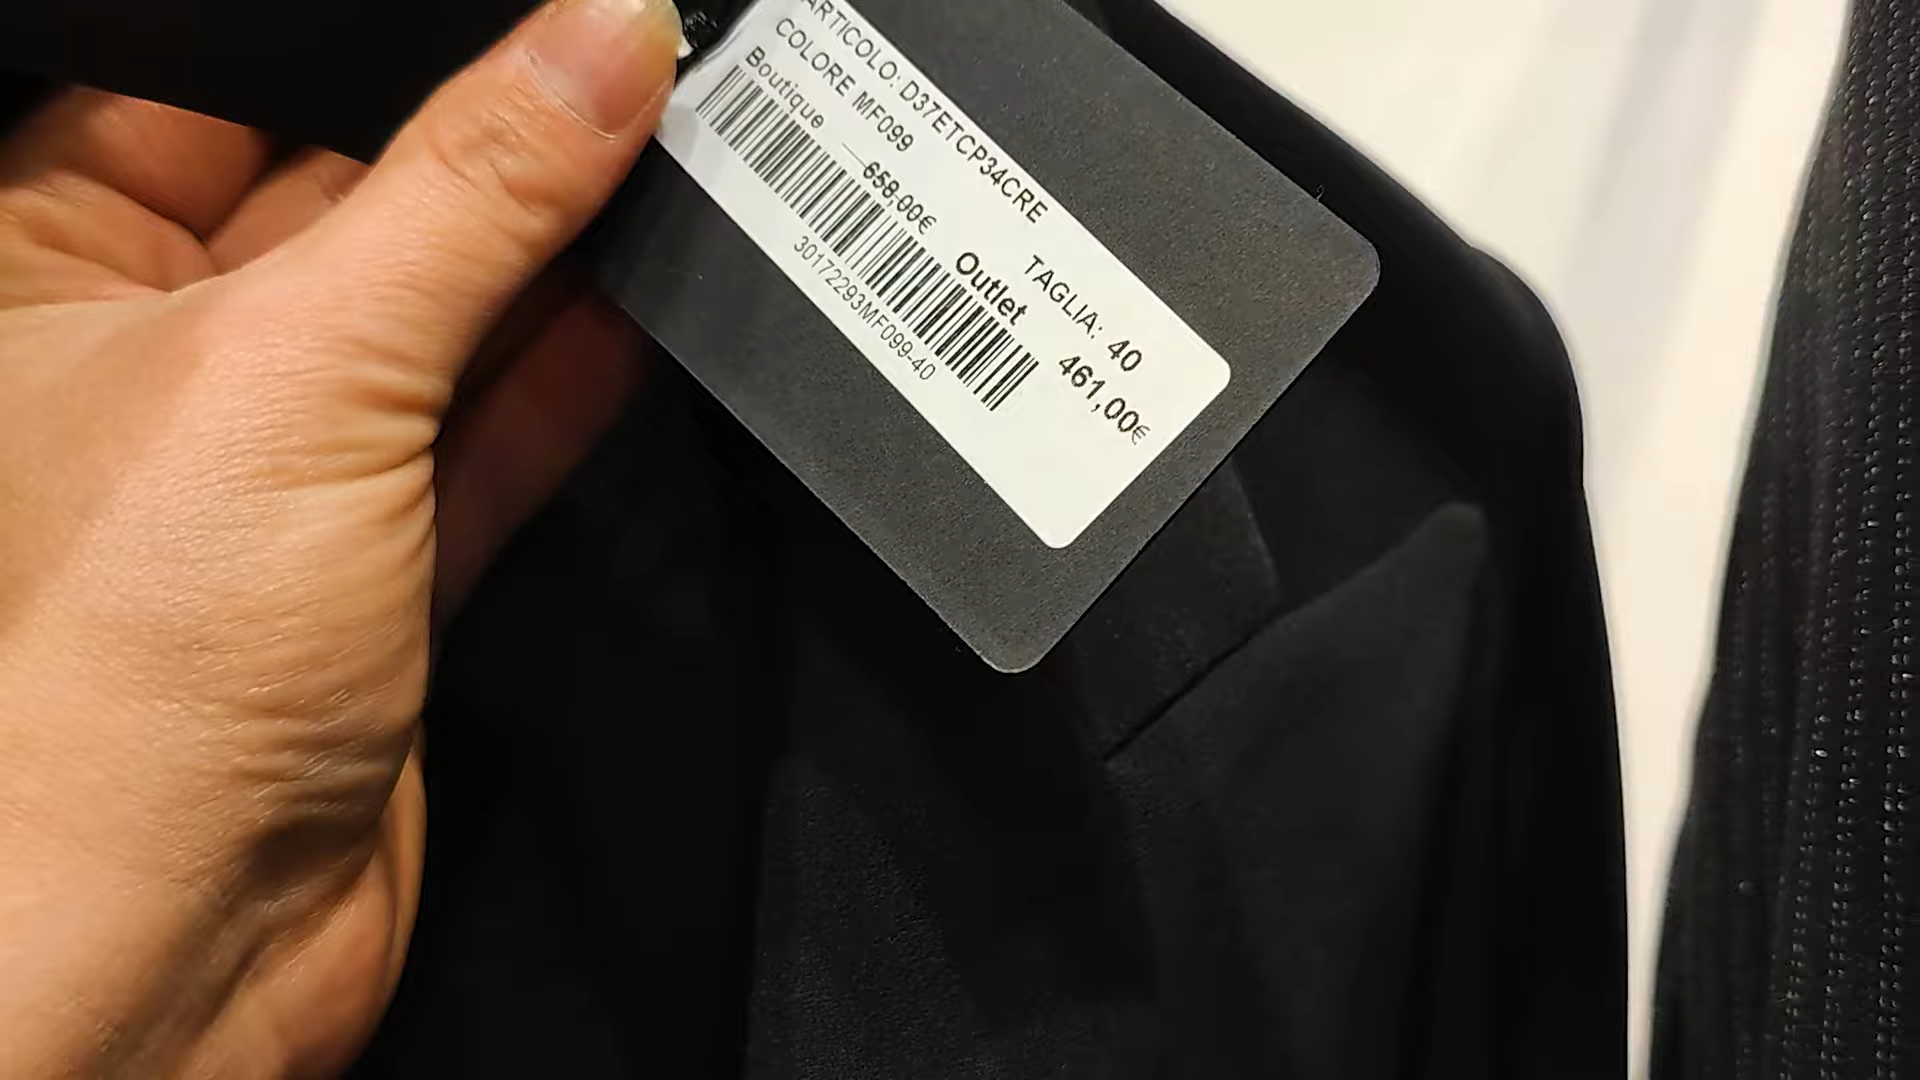 ARTICOLO: D37ETCP34CRE
COLORE MF099 TAGLIA: 40
Boutique 658,00€ Outlet 461,00€
30172293MF099-40